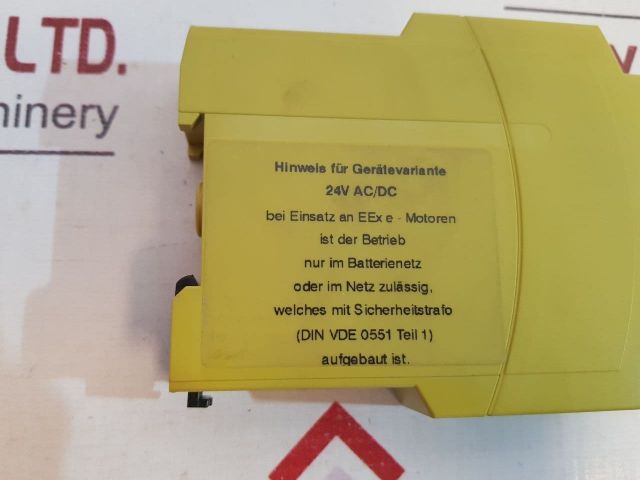 LTD.
hinery
Hinweis für Gerätevariante
24V AC/DC
bei Einsatz an EEx e - Motoren
ist der Betrieb
nur im Batterienetz
oder im Netz zulässig,
welches mit Sicherheitstrafo
(DIN VDE 0551 Teil 1)
aufgebaut ist.